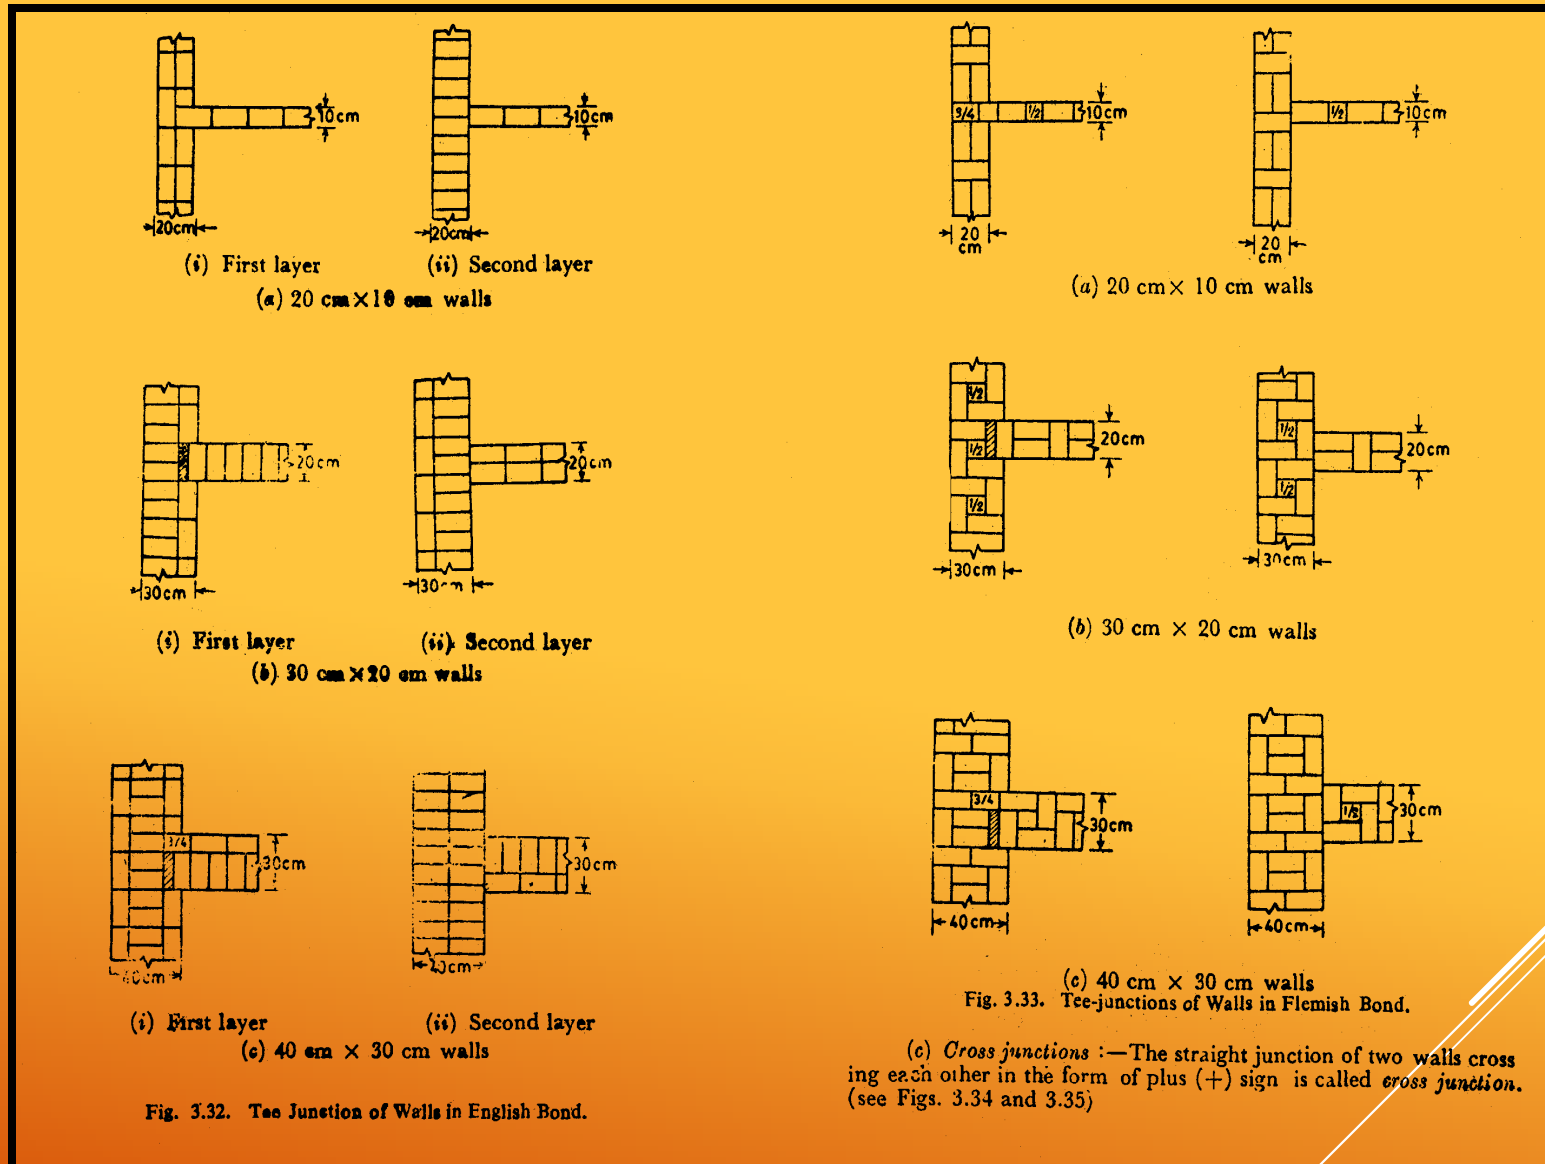 10cm
10cm
20cm
20cm
(i) First layer
(ii) Second layer
(a) 20 cm×10 cm walls
20cm
20cm
30cm
30
(i) First layer
(ii) Second layer
(b) 30 cm×20 cm walls
3/4
30cm
30cm
(i) First layer
(ii) Second layer
(c) 40 cm × 30 cm walls
Fig. 3.32. Tee Junction of Walls in English Bond.
3/4
1/2
10cm
1/2
10cm
20
cm
20
cm
(a) 20 cm× 10 cm walls
1/2
1/2
1/2
20cm
1/2
1/2
20cm
30cm
30cm
(b) 30 cm × 20 cm walls
3/4
30cm
30cm
40cm
40cm
(c) 40 cm × 30 cm walls
Fig. 3.33. Tee-junctions of Walls in Flemish Bond.
(c) Cross junctions :—The straight junction of two walls cross
ing each other in the form of plus (+) sign is called cross junction.
(see Figs. 3.34 and 3.35)